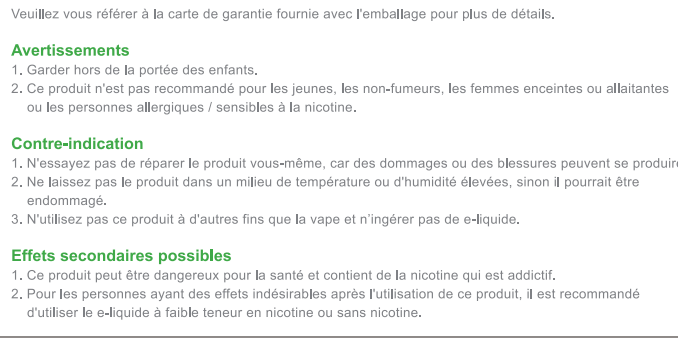 Veuillez vous référer à la carte de garantie fournie avec l'emballage pour plus de détails.
Avertissements
1. Garder hors de la portée des enfants.
2. Ce produit n'est pas recommandé pour les jeunes, les non-fumeurs, les femmes enceintes ou allaitantes
ou les personnes allergiques / sensibles à la nicotine.
Contre-indication
1. N'essayez pas de réparer le produit vous-même, car des dommages ou des blessures peuvent se produire
2. Ne laissez pas le produit dans un milieu de température ou d'humidité élevées, sinon il pourrait être
endommagé.
3. N'utilisez pas ce produit à d'autres fins que la vape et n’ingérer pas de e-liquide.
Effets secondaires possibles
1. Ce produit peut être dangereux pour la santé et contient de la nicotine qui est addictif.
2. Pour les personnes ayant des effets indésirables après l'utilisation de ce produit, il est recommandé
d'utiliser le e-liquide à faible teneur en nicotine ou sans nicotine.